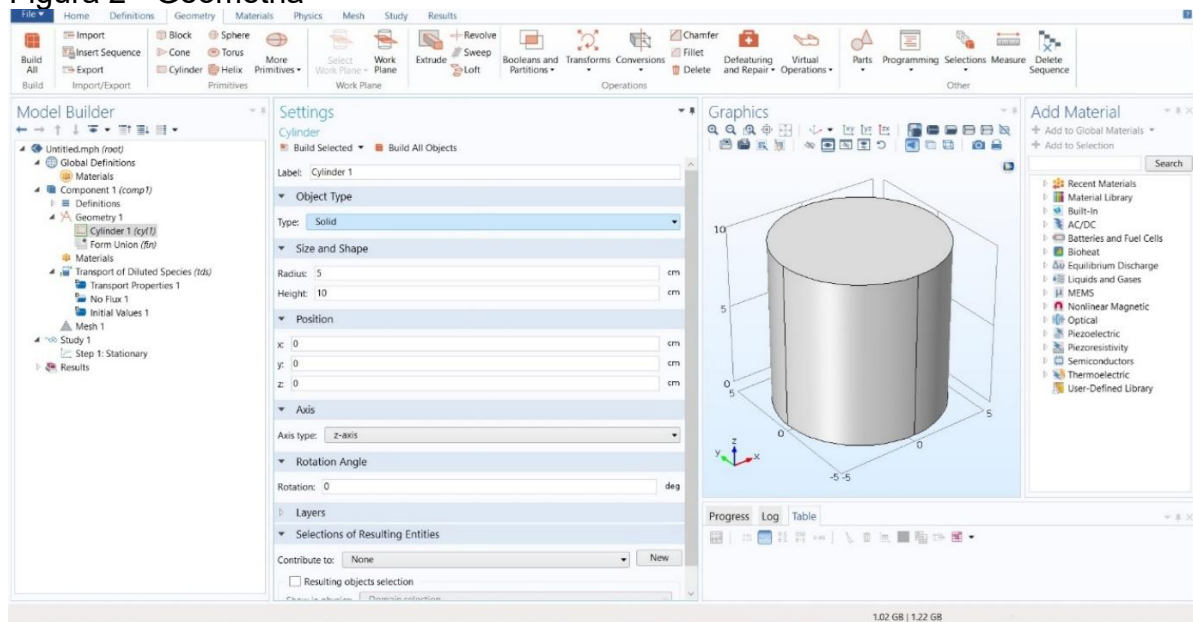 Figura 2 - Geometria
File ▾ Home Definitions Geometry Materials Physics Mesh Study Results
Build All
Import
Insert Sequence
Export
Block Sphere
Cone Torus
Cylinder Helix
More Primitives
Select Work Plane
Work Plane
Extrude
Revolve
Sweep
Loft
Booleans and Partitions
Transforms
Conversions
Chamfer
Fillet
Delete
Defeaturing and Repair
Virtual Operations
Parts
Programming
Selections
Measure
Delete Sequence
Build Import/Export Primitives Work Plane Operations Other
Model Builder
Untitled.mph (root)
Global Definitions
Materials
Component 1 (comp1)
Definitions
Geometry 1
Cylinder 1 (cyl1)
Form Union (fin)
Materials
Transport of Diluted Species (tds)
Transport Properties 1
No Flux 1
Initial Values 1
Mesh 1
Study 1
Step 1: Stationary
Results
Settings
Cylinder
Build Selected ▾ Build All Objects
Label: Cylinder 1
Object Type
Type: Solid
Size and Shape
Radius: 5 cm
Height: 10 cm
Position
x: 0 cm
y: 0 cm
z: 0 cm
Axis
Axis type: z-axis
Rotation Angle
Rotation: 0 deg
Layers
Selections of Resulting Entities
Contribute to: None New
Resulting objects selection
Show in physics: Domain selection
Graphics
10
5
0
5
0
-5 -5
0
5
z
y
x
Progress Log Table
Add Material
+ Add to Global Materials
+ Add to Selection
Search
Recent Materials
Material Library
Built-In
AC/DC
Batteries and Fuel Cells
Bioheat
Equilibrium Discharge
Liquids and Gases
MEMS
Nonlinear Magnetic
Optical
Piezoelectric
Piezoresistivity
Semiconductors
Thermoelectric
User-Defined Library
1.02 GB | 1.22 GB